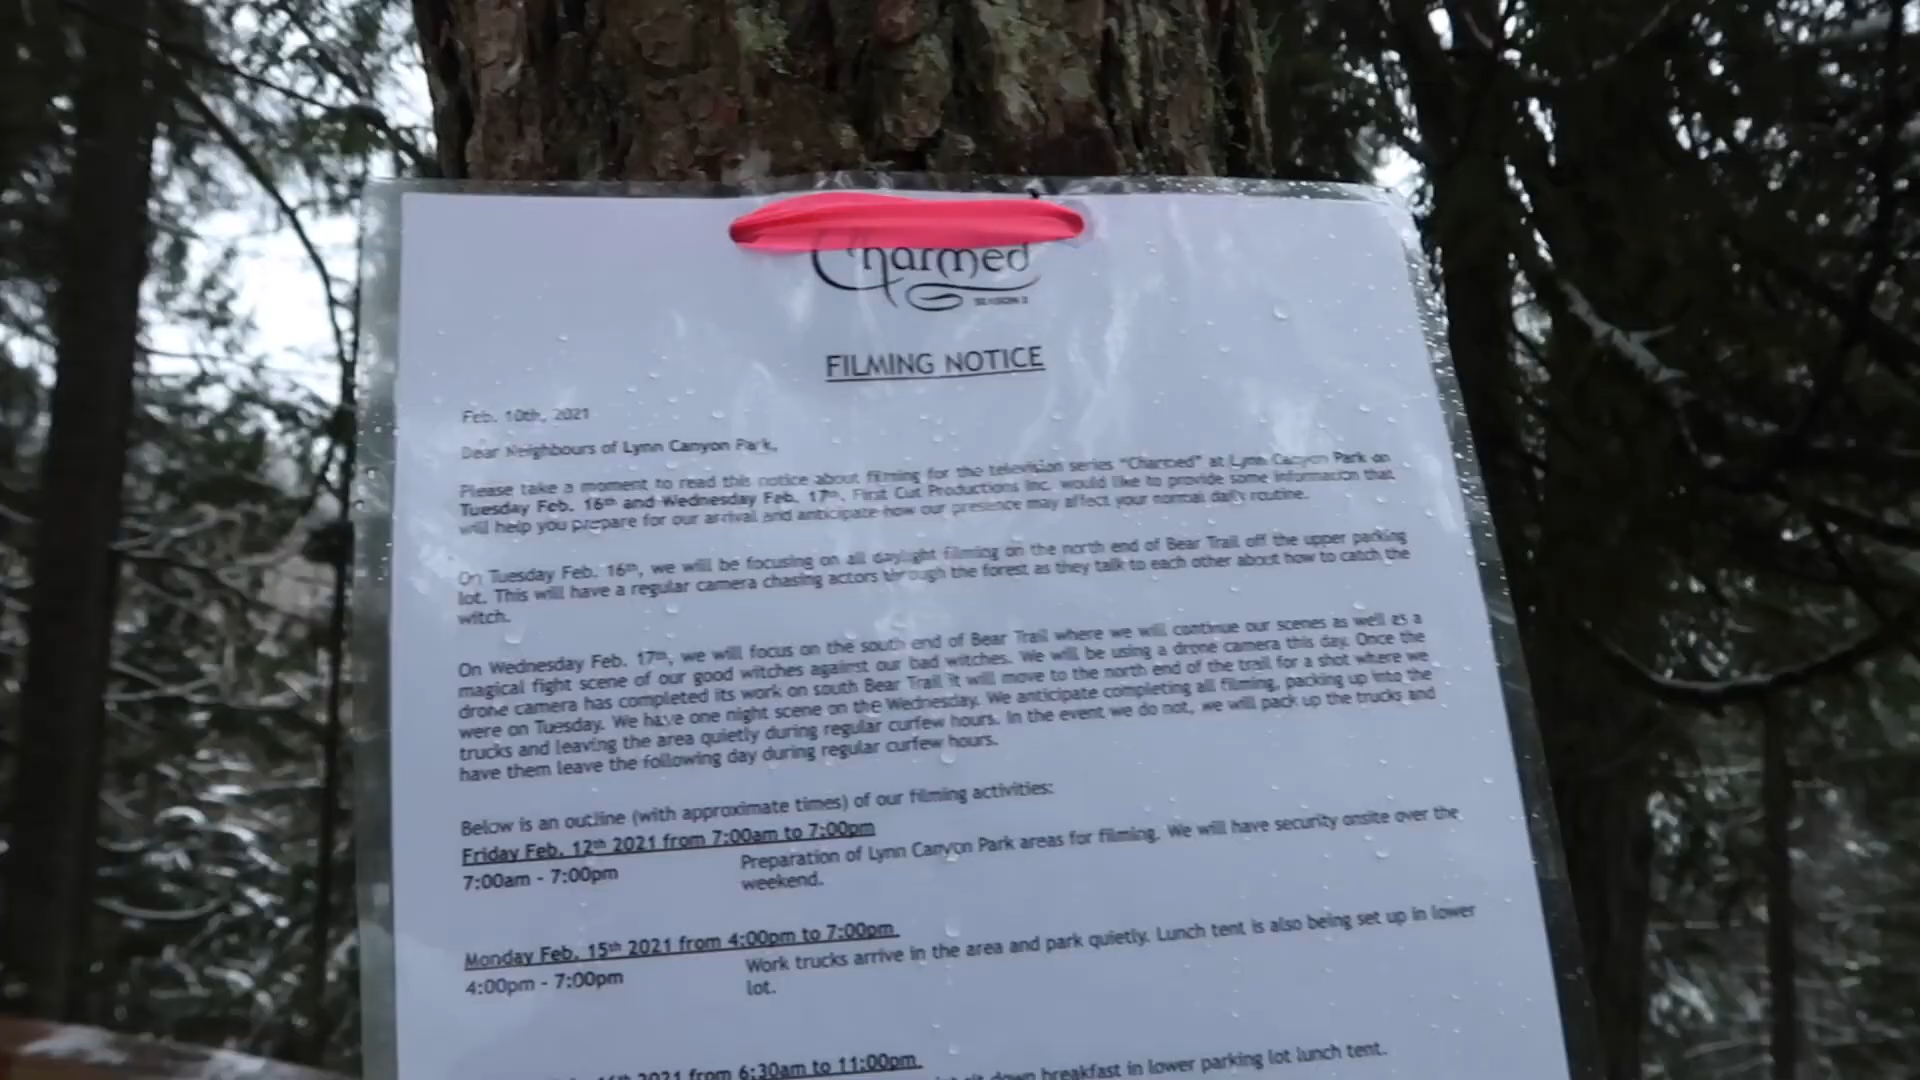 Charmed
FILMING NOTICE
Feb. 10th, 2021
Dear Neighbours of Lynn Canyon Park,
Please take a moment to read this notice about filming for the television series "Charmed" at Lynn Canyon Park on
Tuesday Feb. 16th and Wednesday Feb. 17th. First Cut Productions Inc. would like to provide some information that
will help you prepare for our arrival and anticipate how our presence may affect your normal daily routine.
On Tuesday Feb. 16th, we will be focusing on all daylight filming on the north end of Bear Trail off the upper parking
lot. This will have a regular camera chasing actors through the forest as they talk to each other about how to catch the
witch.
On Wednesday Feb. 17th, we will focus on the south end of Bear Trail where we will continue our scenes as well as a
magical fight scene of our good witches against our bad witches. We will be using a drone camera this day. Once the
drone camera has completed its work on south Bear Trail it will move to the north end of the trail for a shot where we
were on Tuesday. We have one night scene on the Wednesday. We anticipate completing all filming, packing up into the
trucks and leaving the area quietly during regular curfew hours. In the event we do not, we will pack up the trucks and
have them leave the following day during regular curfew hours.
Below is an outline (with approximate times) of our filming activities:
Friday Feb. 12th 2021 from 7:00am to 7:00pm
7:00am - 7:00pm Preparation of Lynn Canyon Park areas for filming. We will have security onsite over the
weekend.
Monday Feb. 15th 2021 from 4:00pm to 7:00pm
4:00pm - 7:00pm Work trucks arrive in the area and park quietly. Lunch tent is also being set up in lower
lot.
16th 2021 from 6:30am to 11:00pm
down breakfast in lower parking lot lunch tent.